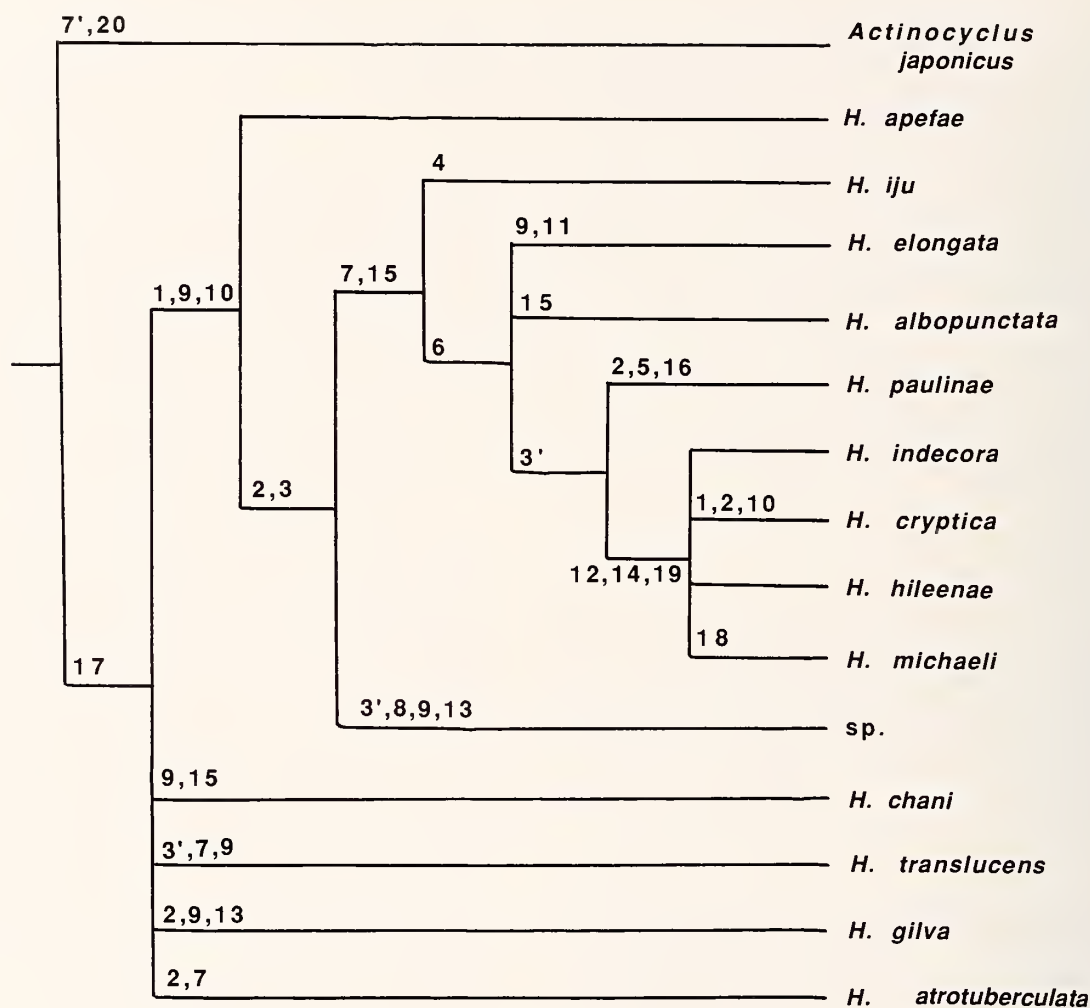 7',20
Actinocyclus
japonicus
H. apefae
4
H. iju
9,11
H. elongata
7,15
1,9,10
15
H. albopunctata
6
2,5,16
H. paulinae
3'
H. indecora
2,3
1,2,10
H. cryptica
12,14,19
H. hileenae
18
H. michaeli
17
3',8,9,13
sp.
9,15
H. chani
3',7,9
H. translucens
2,9,13
H. gilva
2,7
H. atrotuberculata